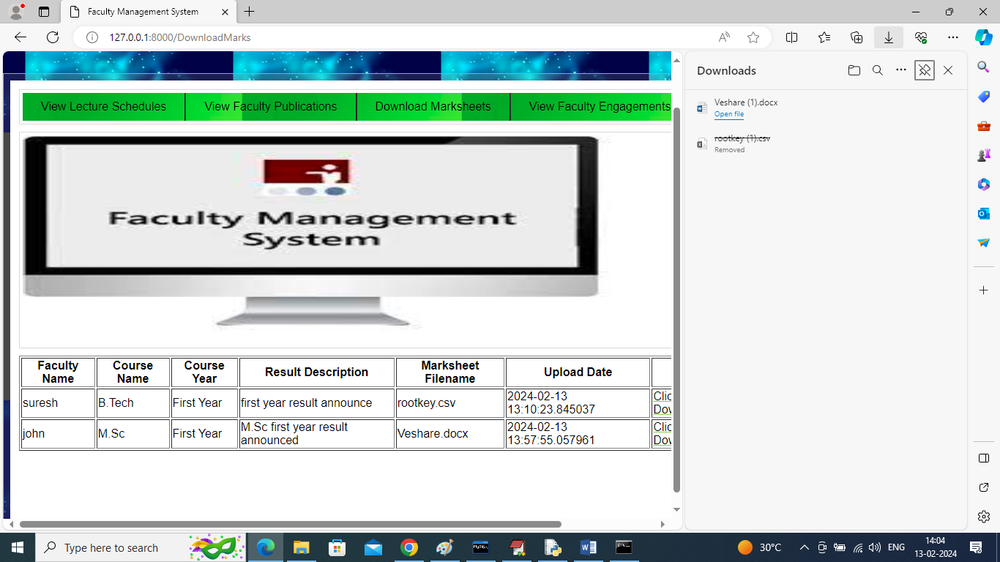 Faculty Management System
127.0.0.1:8000/DownloadMarks
View Lecture Schedules
View Faculty Publications
Download Marksheets
View Faculty Engagements
Faculty Management
System
Faculty Name
Course Name
Course Year
Result Description
Marksheet Filename
Upload Date
suresh
B.Tech
First Year
first year result announce
rootkey.csv
2024-02-13
13:10:23.845037
john
M.Sc
First Year
M.Sc first year result
announced
Veshare.docx
2024-02-13
13:57:55.057961
Downloads
Veshare (1).docx
Open file
rootkey (1).csv
Removed
Type here to search
30°C
ENG
14:04
13-02-2024